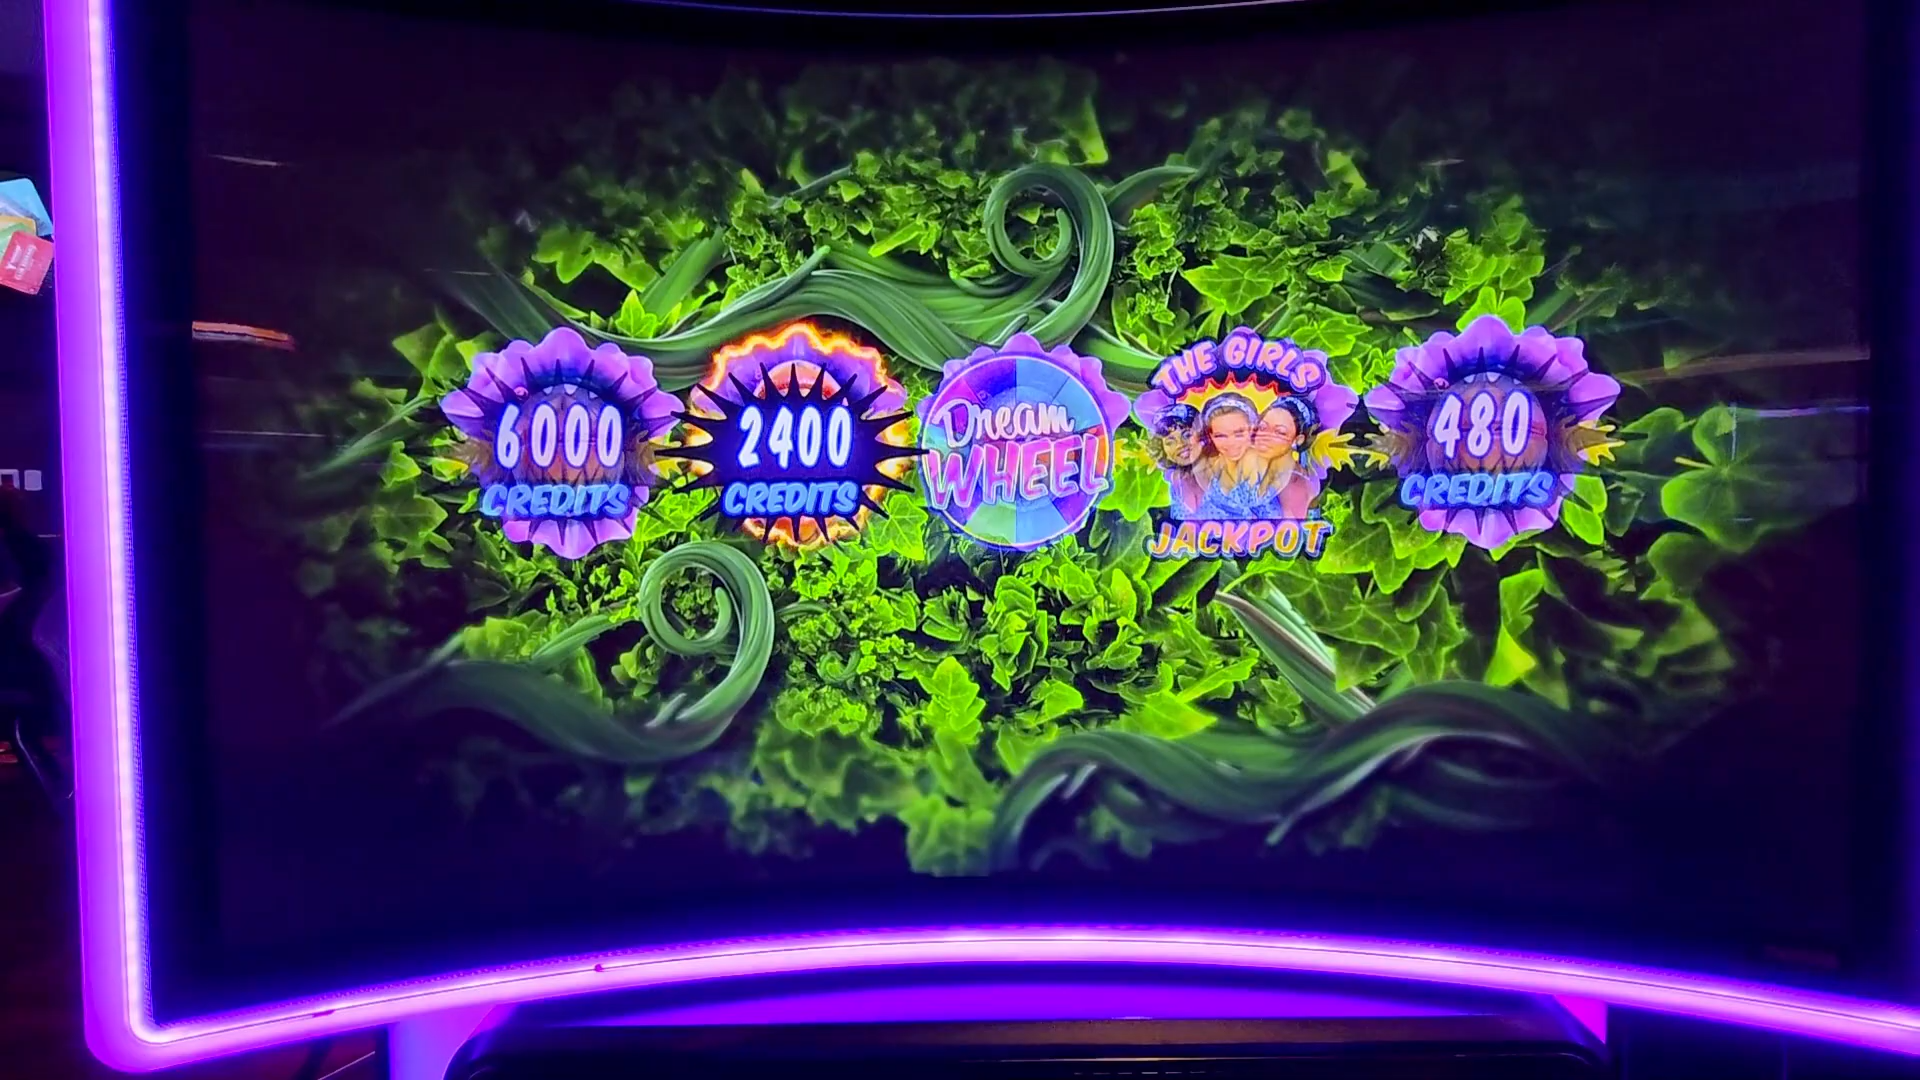 6000
CREDITS
2400
CREDITS
Dream
WHEEL
THE GIRLS
JACKPOT
480
CREDITS